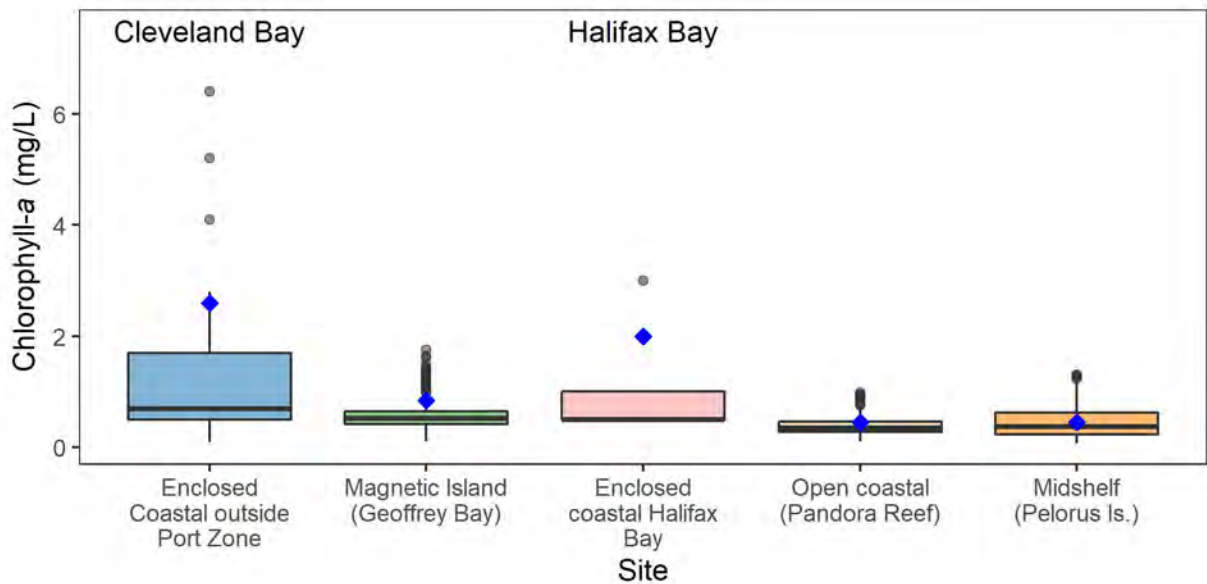 Cleveland Bay
Halifax Bay
Chlorophyll-a (mg/L)
6
4
2
0
Enclosed
Coastal outside
Port Zone
Magnetic Island
(Geoffrey Bay)
Enclosed
coastal Halifax
Bay
Open coastal
(Pandora Reef)
Midshelf
(Pelorus Is.)
Site